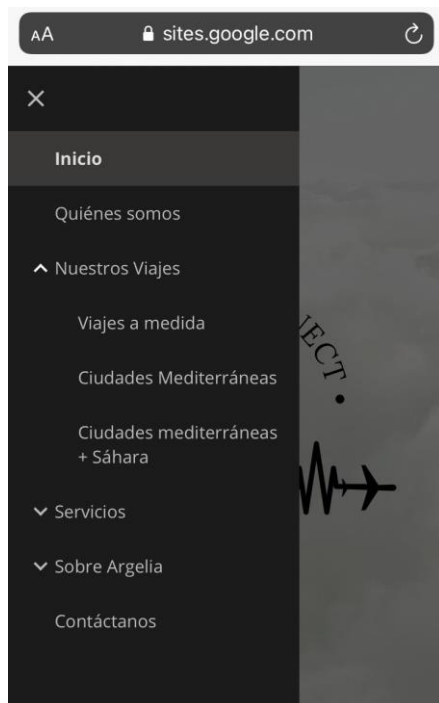 AA
sites.google.com
Inicio
Quiénes somos
Nuestros Viajes
Viajes a medida
Ciudades Mediterráneas
Ciudades mediterráneas
+ Sáhara
Servicios
Sobre Argelia
Contáctanos